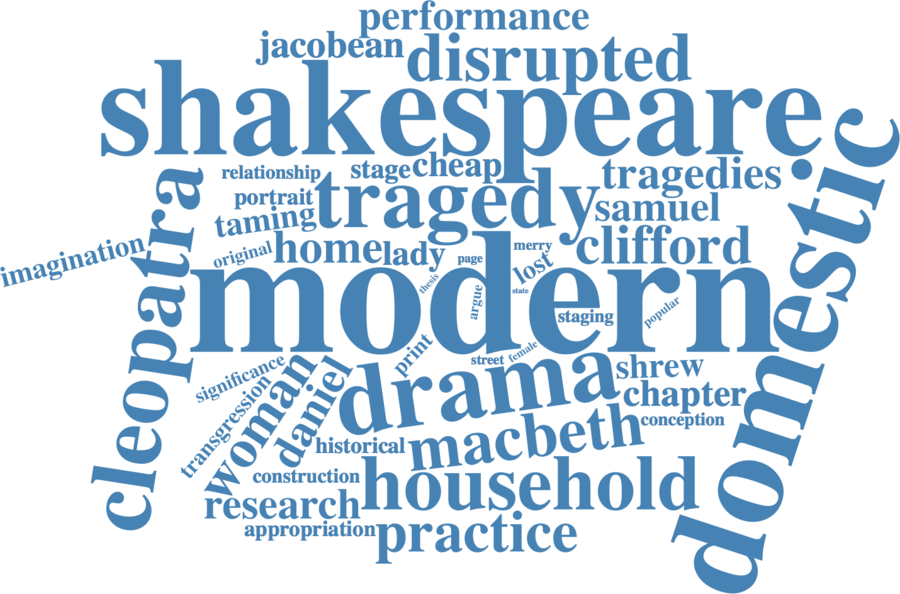 performance
jacobean
disrupted
shakespeare
relationship
stage
cheap
tragedies
portrait
tragedy
samuel
taming
cleopatra
domestic
imagination
original
home
lady
page
merry
lost
clifford
modern
thesis
argue
state
staging
popular
print
street
female
significance
transgression
woman
daniel
drama
shrew
chapter
conception
historical
macbeth
construction
household
research
appropriation
practice